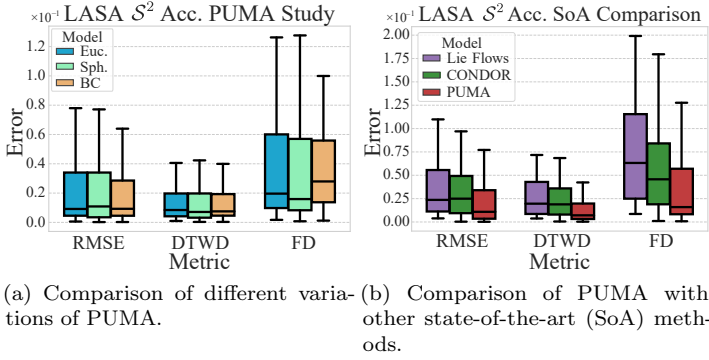 ×10⁻¹ LASA 𝒮² Acc. PUMA Study
Model
Euc.
Sph.
BC
1.2
1.0
0.8
0.6
0.4
0.2
0.0
Error
RMSE DTWD FD
Metric
(a) Comparison of different varia-
tions of PUMA.
×10⁻¹ LASA 𝒮² Acc. SoA Comparison
Model
Lie Flows
CONDOR
PUMA
2.00
1.75
1.50
1.25
1.00
0.75
0.50
0.25
0.00
Error
RMSE DTWD FD
Metric
(b) Comparison of PUMA with
other state-of-the-art (SoA) meth-
ods.